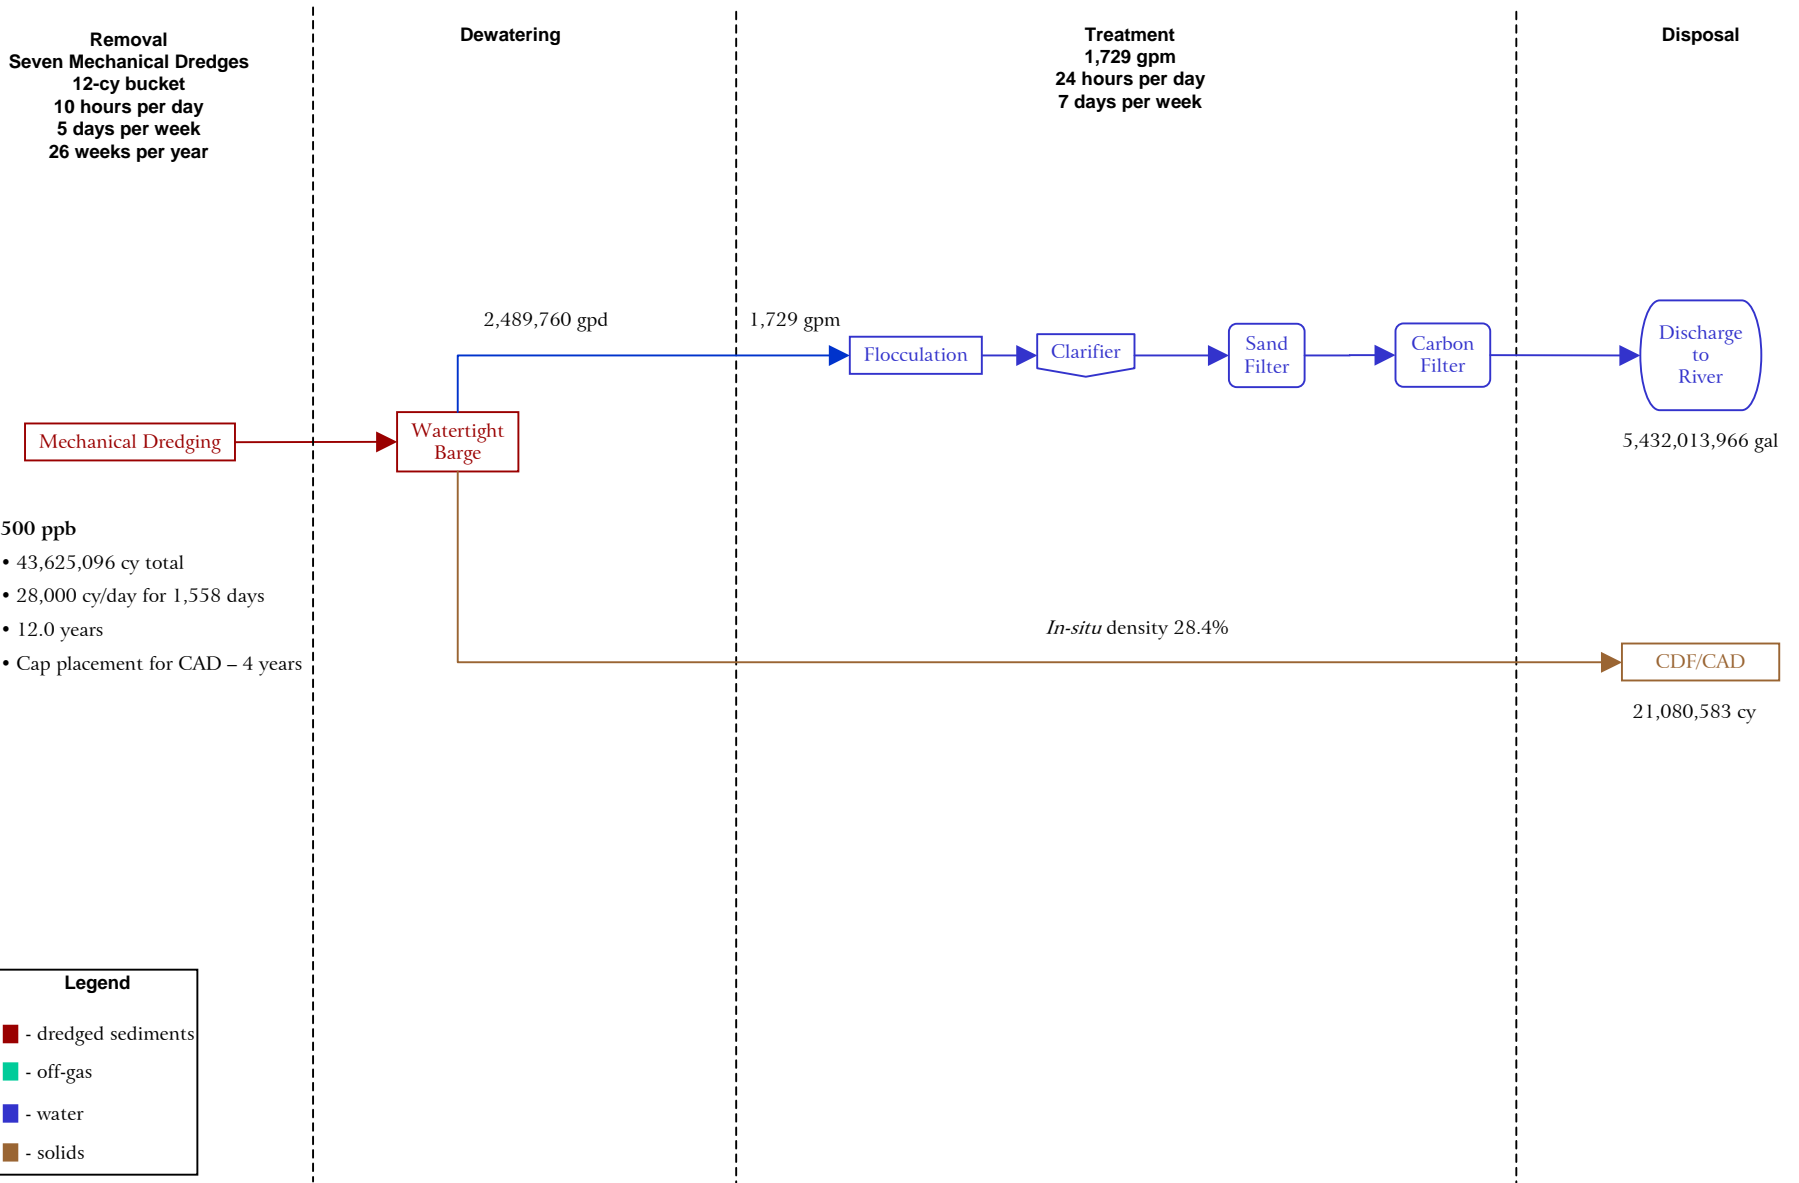 Removal
Seven Mechanical Dredges
12-cy bucket
10 hours per day
5 days per week
26 weeks per year
Dewatering
Treatment
1,729 gpm
24 hours per day
7 days per week
Disposal
2,489,760 gpd
1,729 gpm
Flocculation
Clarifier
Sand
Filter
Carbon
Filter
Discharge
to
River
5,432,013,966 gal
Mechanical Dredging
Watertight
Barge
500 ppb
• 43,625,096 cy total
• 28,000 cy/day for 1,558 days
• 12.0 years
• Cap placement for CAD – 4 years
In-situ density 28.4%
CDF/CAD
21,080,583 cy
Legend
- dredged sediments
- off-gas
- water
- solids